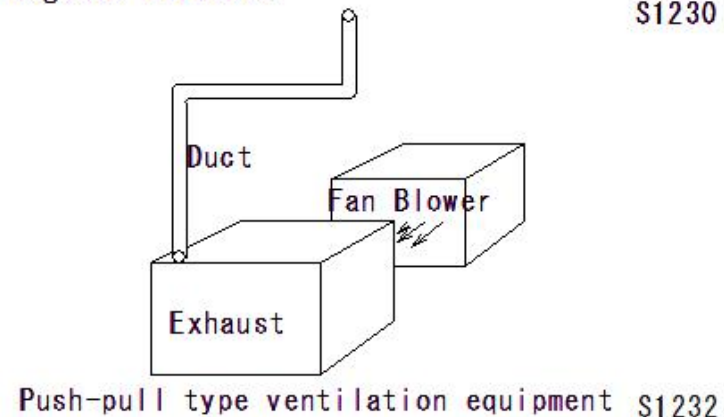 S1230
Duct
Fan Blower
Exhaust
Push-pull type ventilation equipment S1232